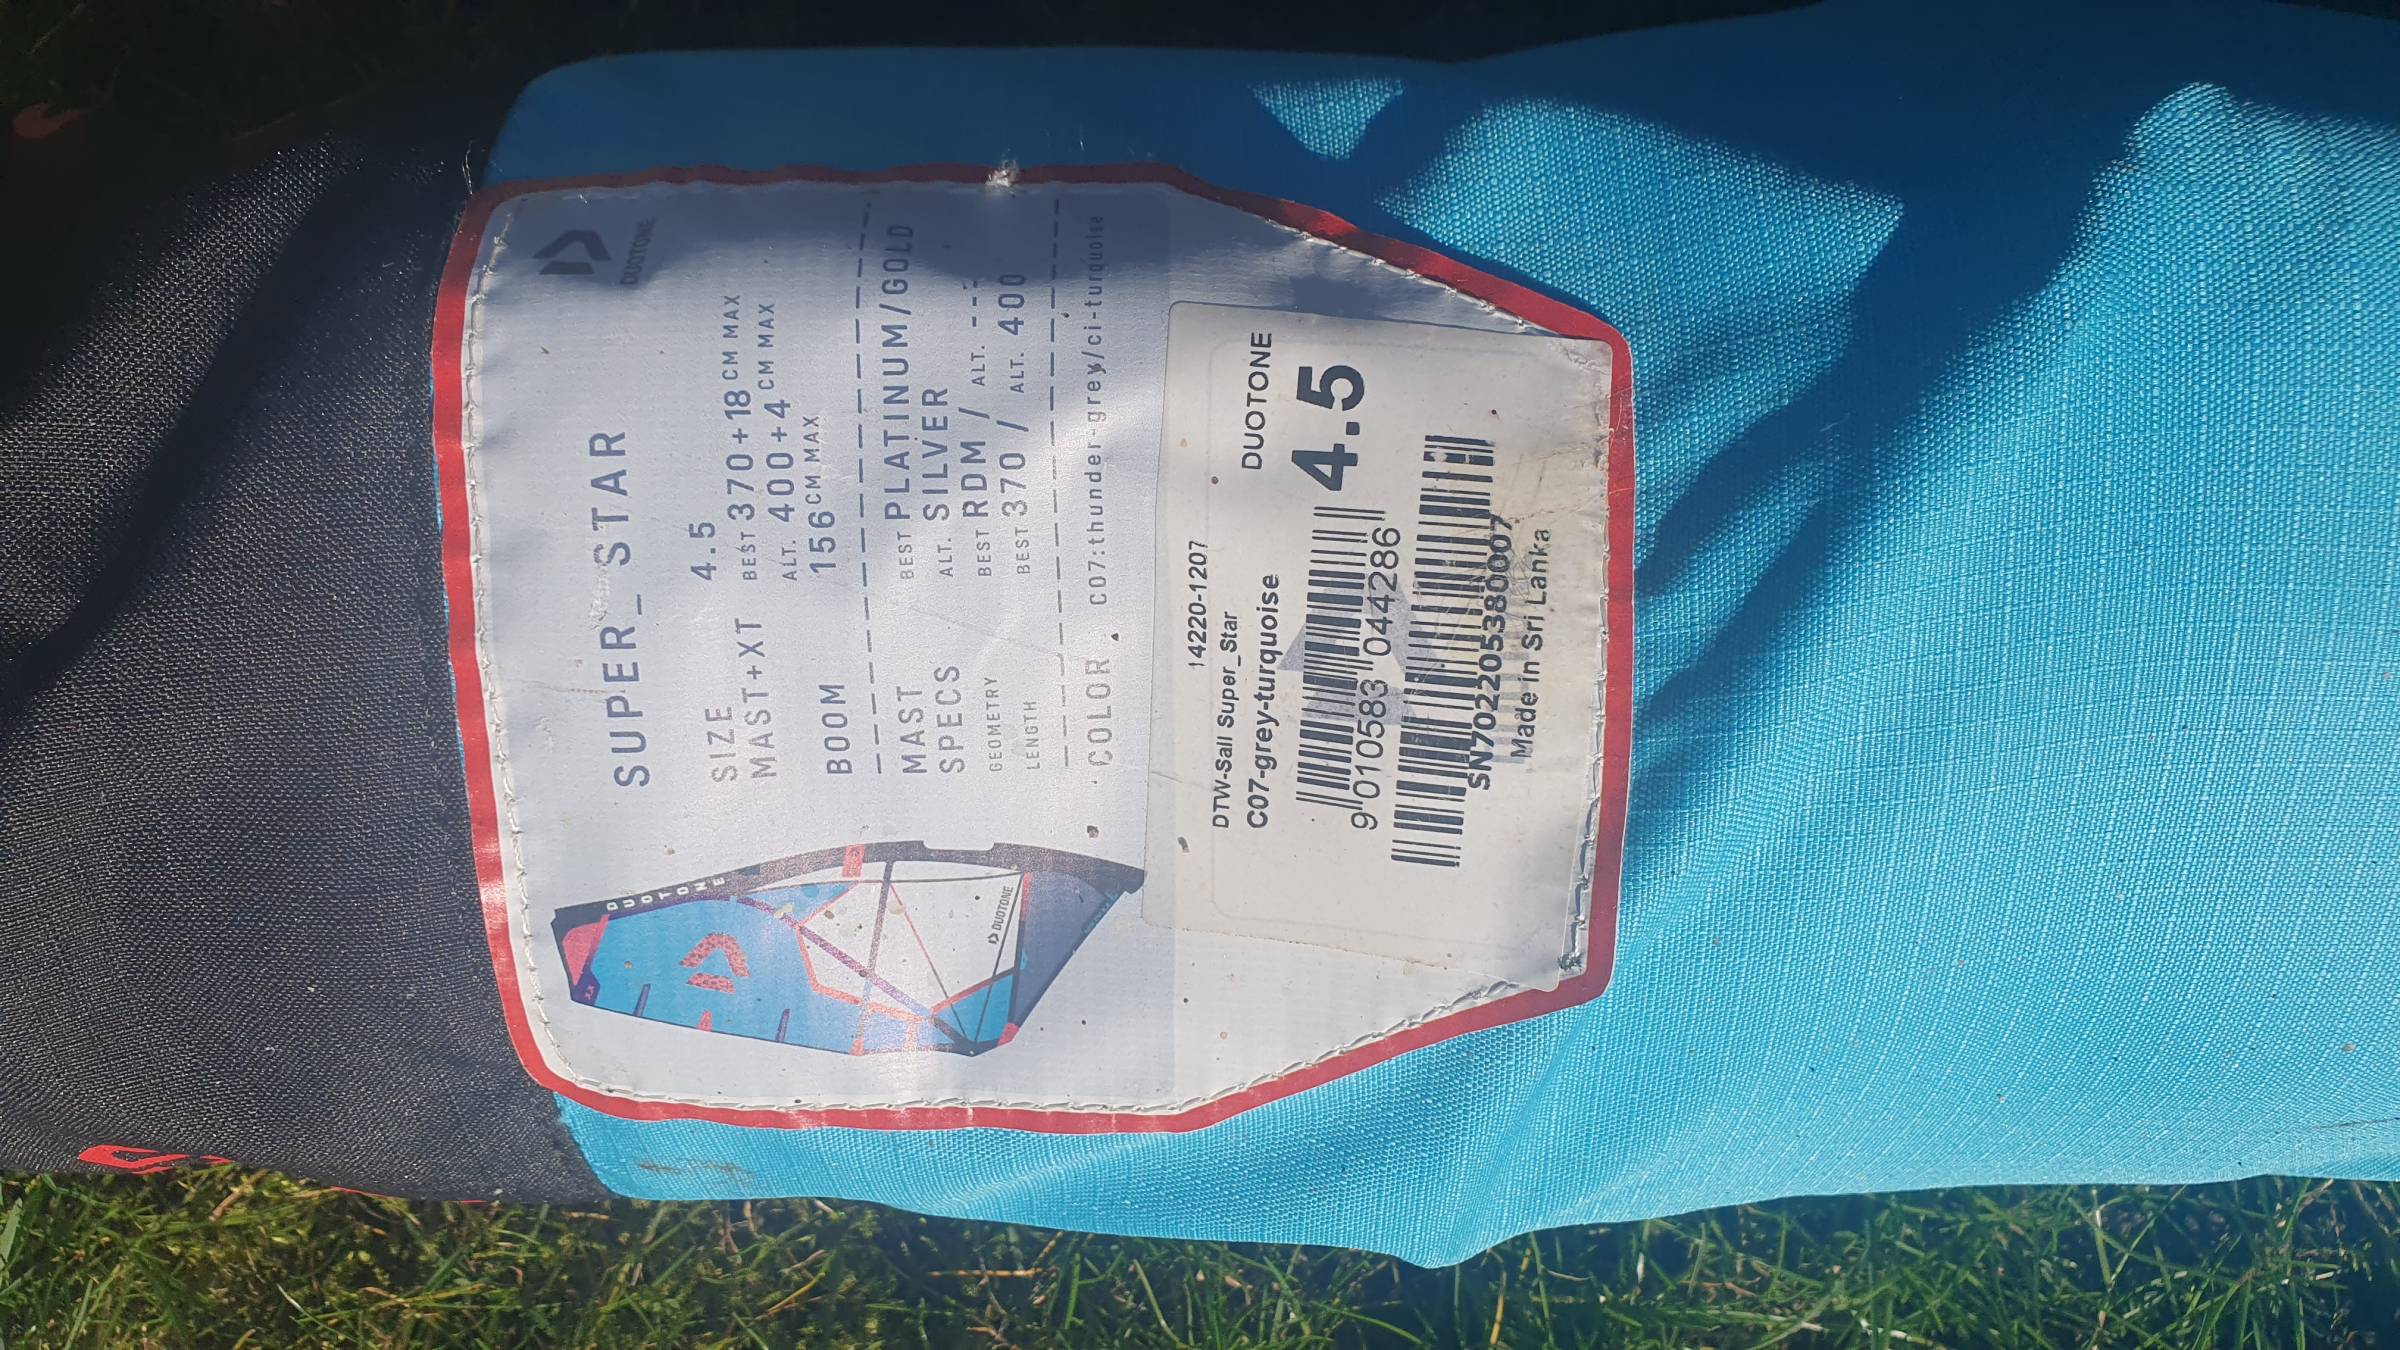 DUOTONE
SUPER_STAR
SIZE 4.5
MAST+XT BEST 370+18 CM MAX
ALT. 400+4 CM MAX
BOOM 156 CM MAX
MAST BEST PLATINUM/GOLD
SPECS ALT. SILVER
GEOMETRY BEST RDM / ALT. ---
LENGTH BEST 370 / ALT. 400
COLOR C07:thunder-grey/ci-turquoise
DUOTONE
DUOTONE
14220-1207
DTW-Sail Super_Star DUOTONE
C07-grey-turquoise
4.5
9 010583 044286
SN702205380007
Made in Sri Lanka